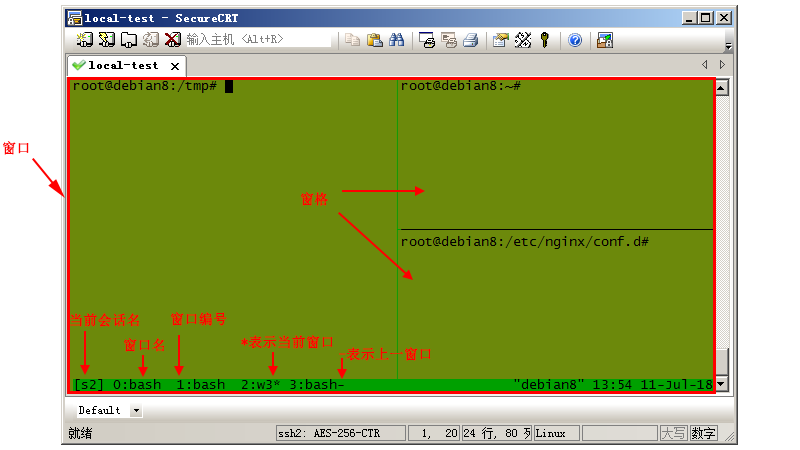 local-test - SecureCRT
输入主机 <Alt+R>
local-test
root@debian8:/tmp#
root@debian8:~#
窗口
窗格
root@debian8:/etc/nginx/conf.d#
当前会话名
窗口名
窗口编号
*表示当前窗口
-表示上一窗口
[s2] 0:bash 1:bash 2:w3* 3:bash- "debian8" 13:54 11-Jul-18
Default
就绪
ssh2: AES-256-CTR
1, 20
24 行, 80 列
Linux
大写
数字